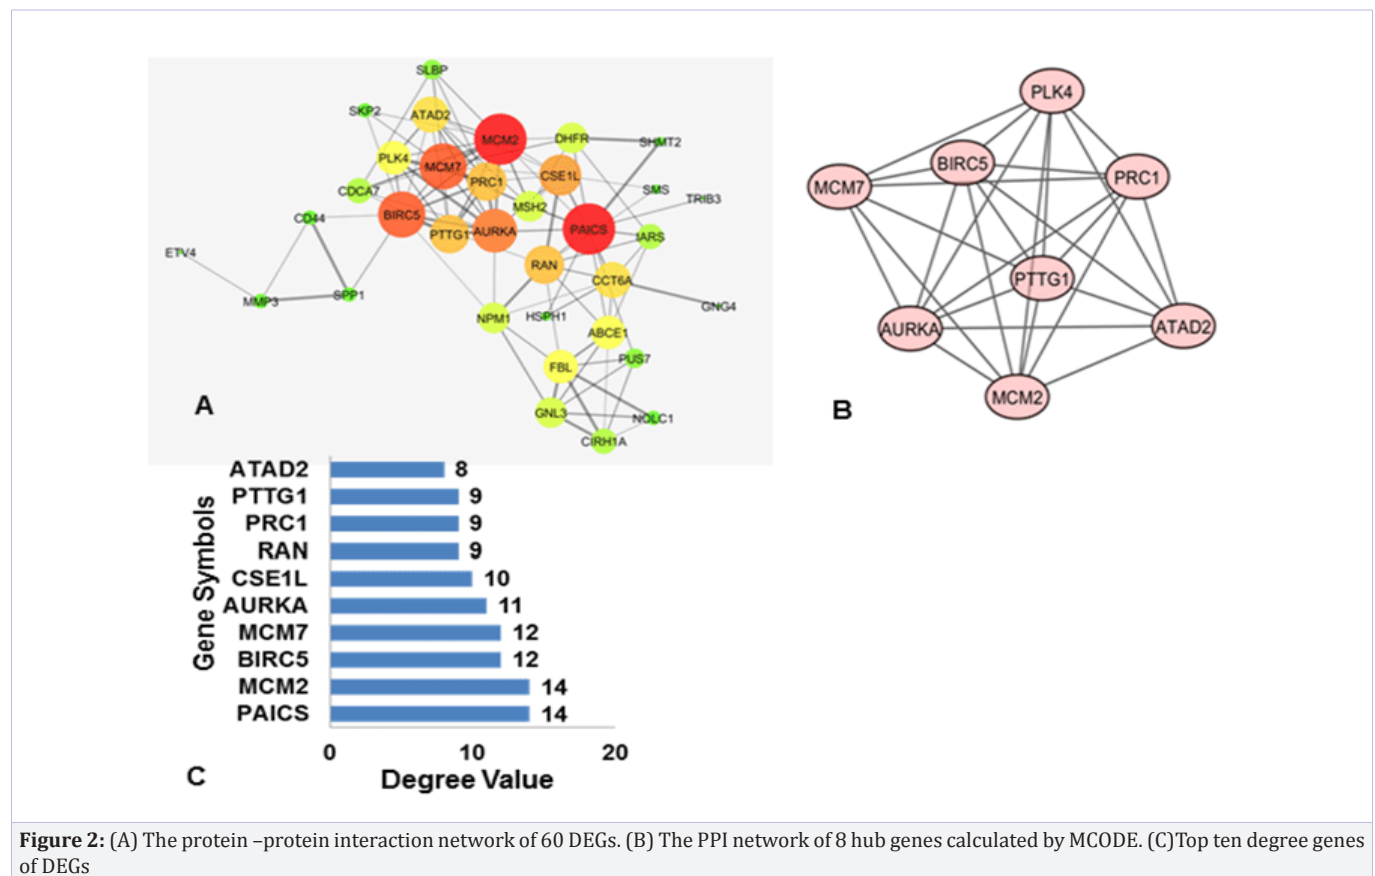 SLBP
SKP2
ATAD2
MCM2
DHFR
SHMT2
PLK4
MCM7
PRC1
CSE1L
CDCA7
MSH2
SMS
TRIB3
CD44
BIRC5
PTTG1
AURKA
PAICS
IARS
ETV4
RAN
CCT6A
MMP3
SPP1
NPM1
HSPH1
GNG4
ABCE1
FBL
PUS7
GNL3
NOLC1
CIRH1A
A
PLK4
BIRC5
MCM7
PRC1
PTTG1
AURKA
ATAD2
MCM2
B
Gene Symbols
ATAD2 8
PTTG1 9
PRC1 9
RAN 9
CSE1L 10
AURKA 11
MCM7 12
BIRC5 12
MCM2 14
PAICS 14
0 10 20
Degree Value
C
Figure 2: (A) The protein –protein interaction network of 60 DEGs. (B) The PPI network of 8 hub genes calculated by MCODE. (C)Top ten degree genes
of DEGs